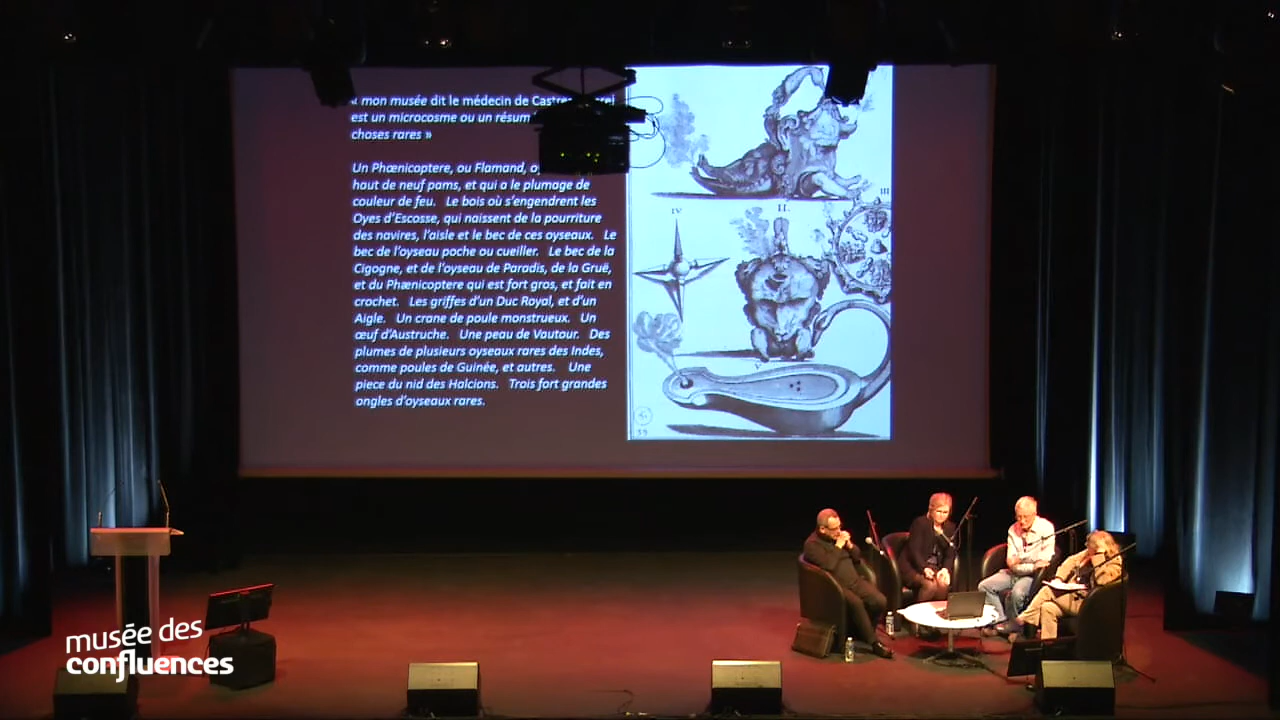 « mon musée dit le médecin de Castres
est un microcosme ou un résum
choses rares »
Un Phœnicoptere, ou Flamand,
haut de neuf pams, et qui a le plumage de
couleur de feu. Le bois où s'engendrent les
Oyes d'Escosse, qui naissent de la pourriture
des navires, l'aisle et le bec de ces oyseaux. Le
bec de l'oyseau poche ou cueiller. Le bec de la
Cigogne, et de l'oyseau de Paradis, de la Gruë,
et du Phœnicoptere qui est fort gros, et fait en
crochet. Les griffes d'un Duc Royal, et d'un
Aigle. Un crane de poule monstrueux. Un
œuf d'Austruche. Une peau de Vautour. Des
plumes de plusieurs oyseaux rares des Indes,
comme poules de Guinée, et autres. Une
piece du nid des Halcions. Trois fort grandes
ongles d'oyseaux rares.
III
IV
II.
V
musée des
confluences